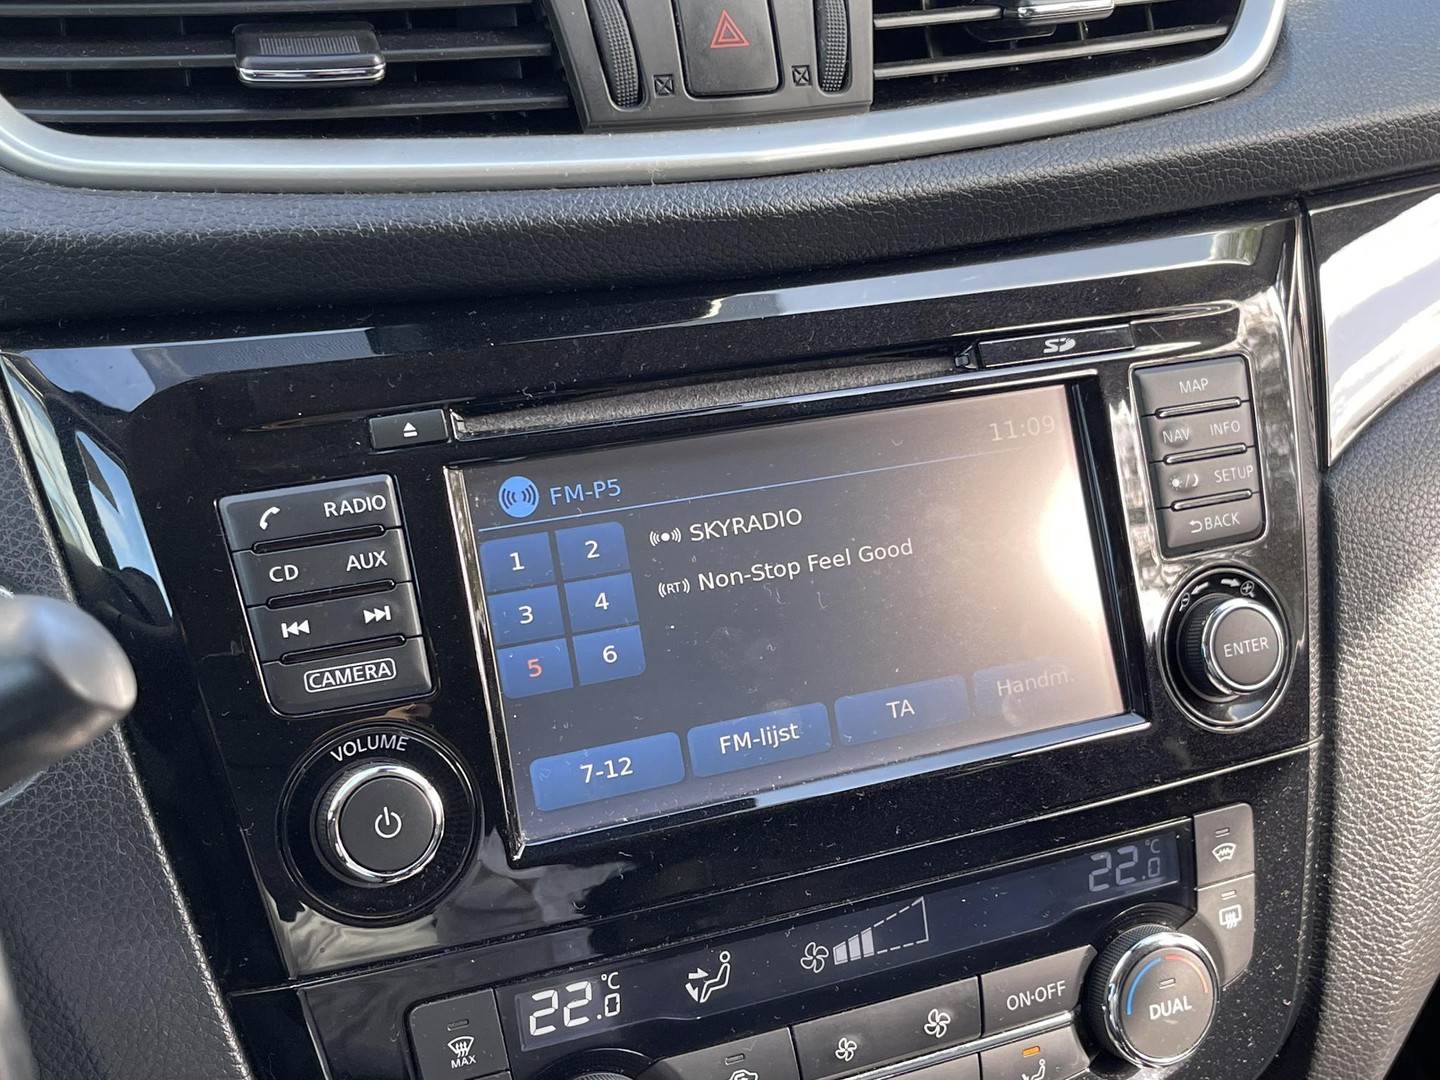 SD
MAP
NAV INFO
SETUP
BACK
ENTER
RADIO
CD AUX
CAMERA
VOLUME
11:09
FM-P5
1 2
3 4
5 6
SKYRADIO
((RT)) Non-Stop Feel Good
7-12 FM-lijst TA Handm.
22.0 °C
22.0 °C
MAX
ON·OFF
DUAL